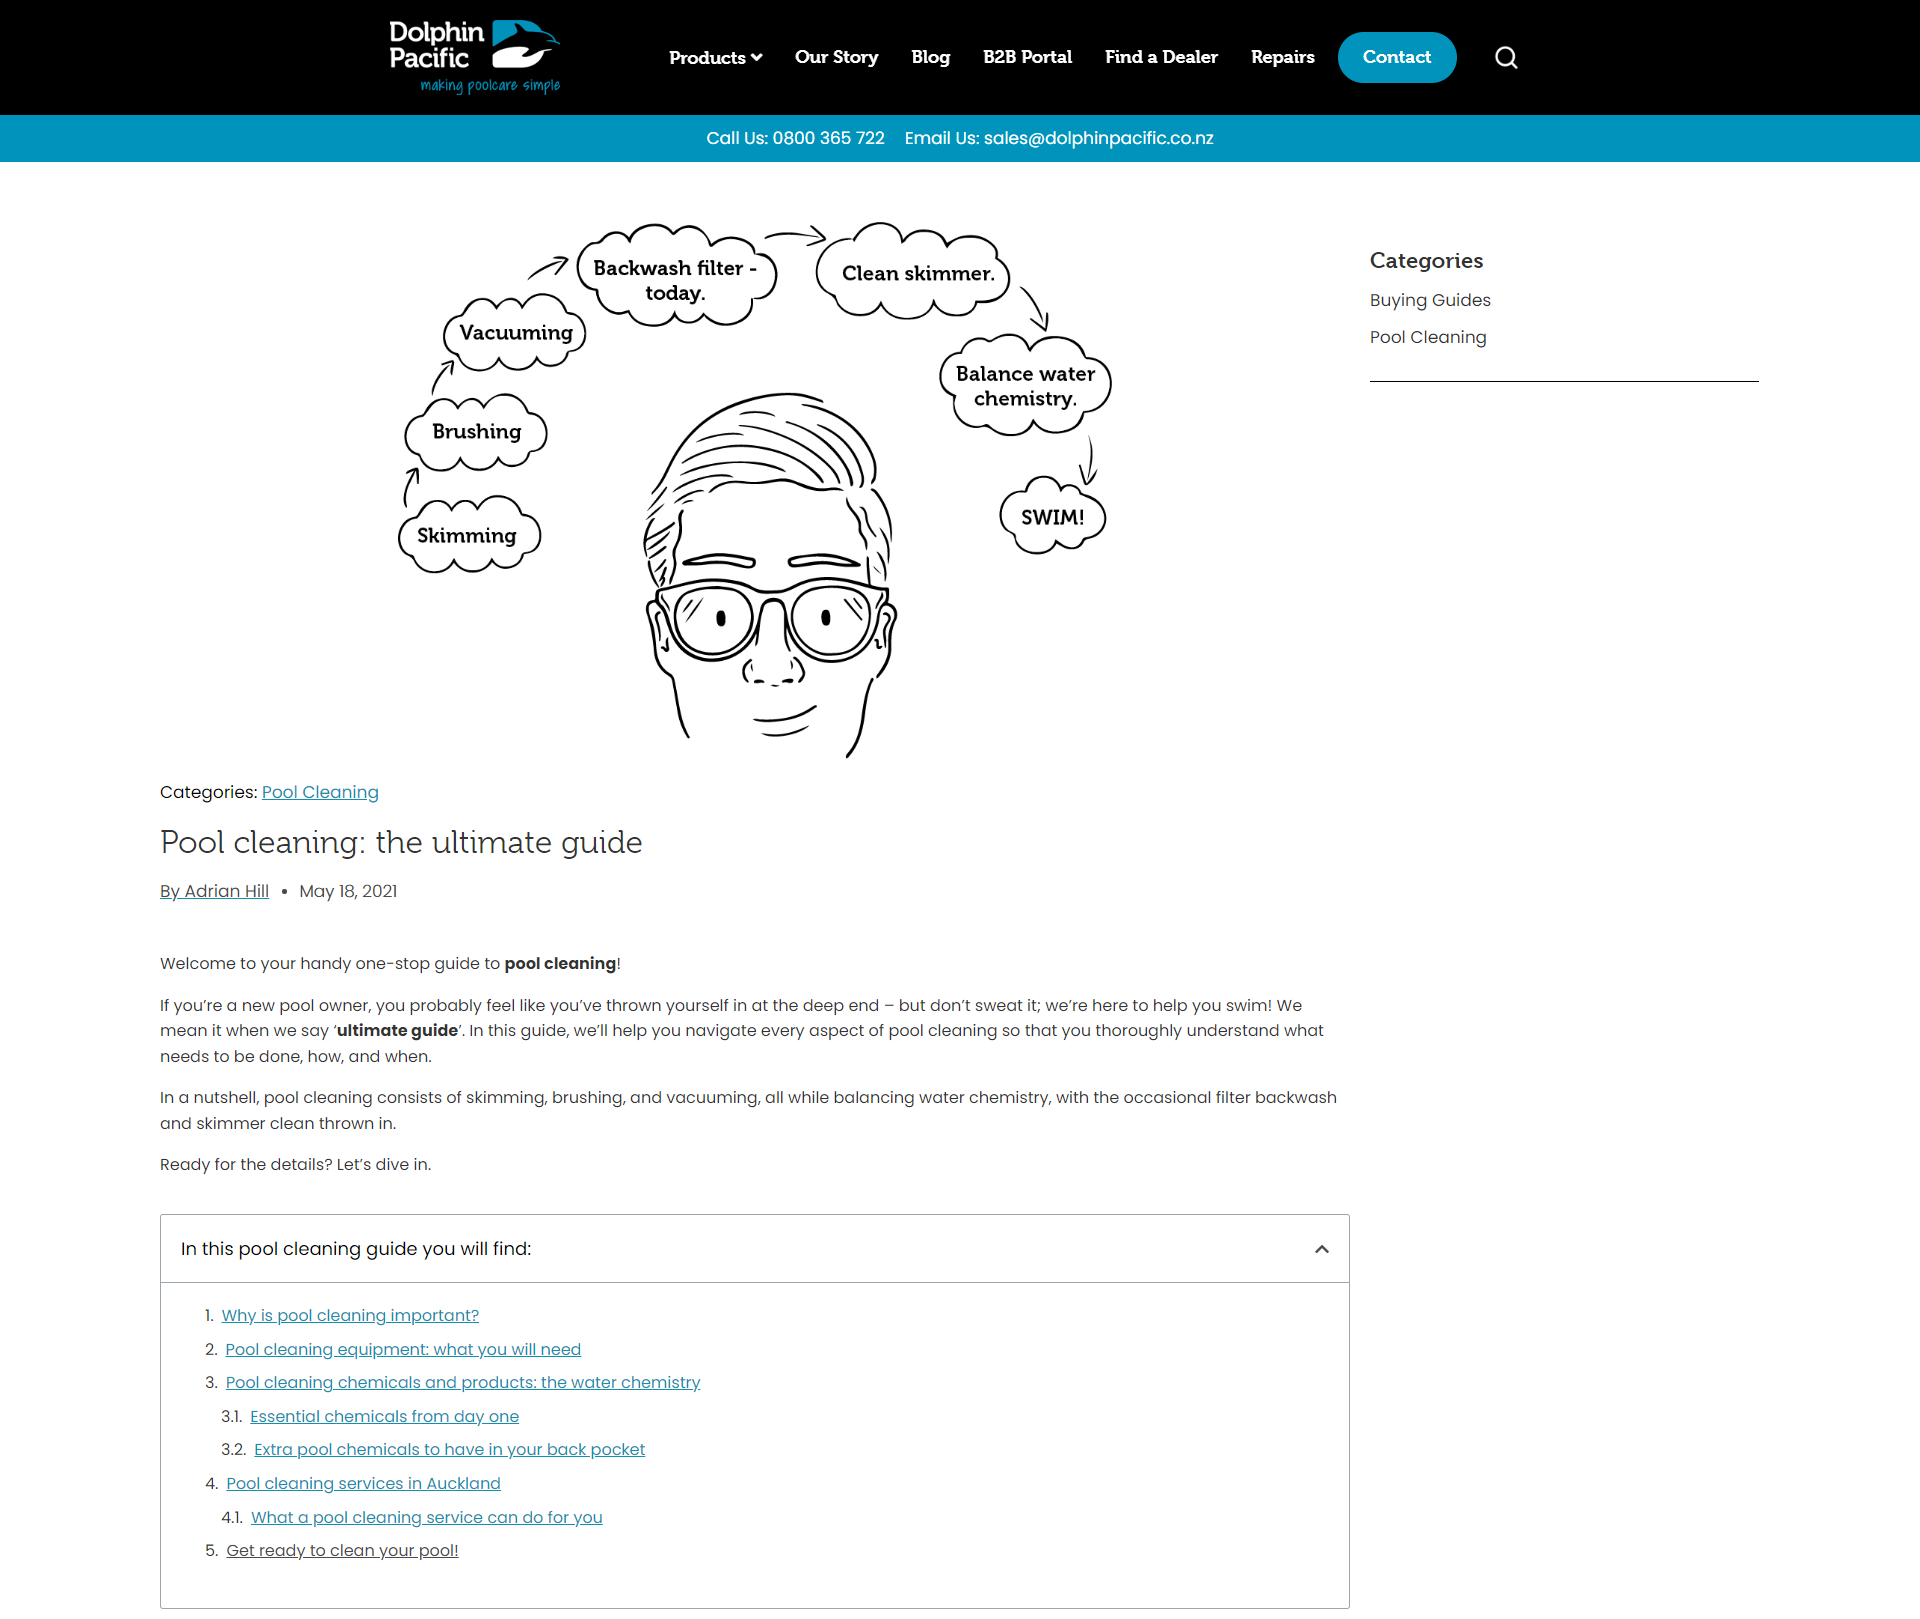 Dolphin
Pacific
making poolcare simple
Products
Our Story
Blog
B2B Portal
Find a Dealer
Repairs
Contact
Call Us: 0800 365 722
Email Us: sales@dolphinpacific.co.nz
Skimming
Brushing
Vacuuming
Backwash filter -
today.
Clean skimmer.
Balance water
chemistry.
SWIM!
Categories
Buying Guides
Pool Cleaning
Categories: Pool Cleaning
Pool cleaning: the ultimate guide
By Adrian Hill • May 18, 2021
Welcome to your handy one-stop guide to pool cleaning!
If you’re a new pool owner, you probably feel like you’ve thrown yourself in at the deep end – but don’t sweat it; we’re here to help you swim! We
mean it when we say ‘ultimate guide’. In this guide, we’ll help you navigate every aspect of pool cleaning so that you thoroughly understand what
needs to be done, how, and when.
In a nutshell, pool cleaning consists of skimming, brushing, and vacuuming, all while balancing water chemistry, with the occasional filter backwash
and skimmer clean thrown in.
Ready for the details? Let’s dive in.
In this pool cleaning guide you will find:
1. Why is pool cleaning important?
2. Pool cleaning equipment: what you will need
3. Pool cleaning chemicals and products: the water chemistry
3.1. Essential chemicals from day one
3.2. Extra pool chemicals to have in your back pocket
4. Pool cleaning services in Auckland
4.1. What a pool cleaning service can do for you
5. Get ready to clean your pool!